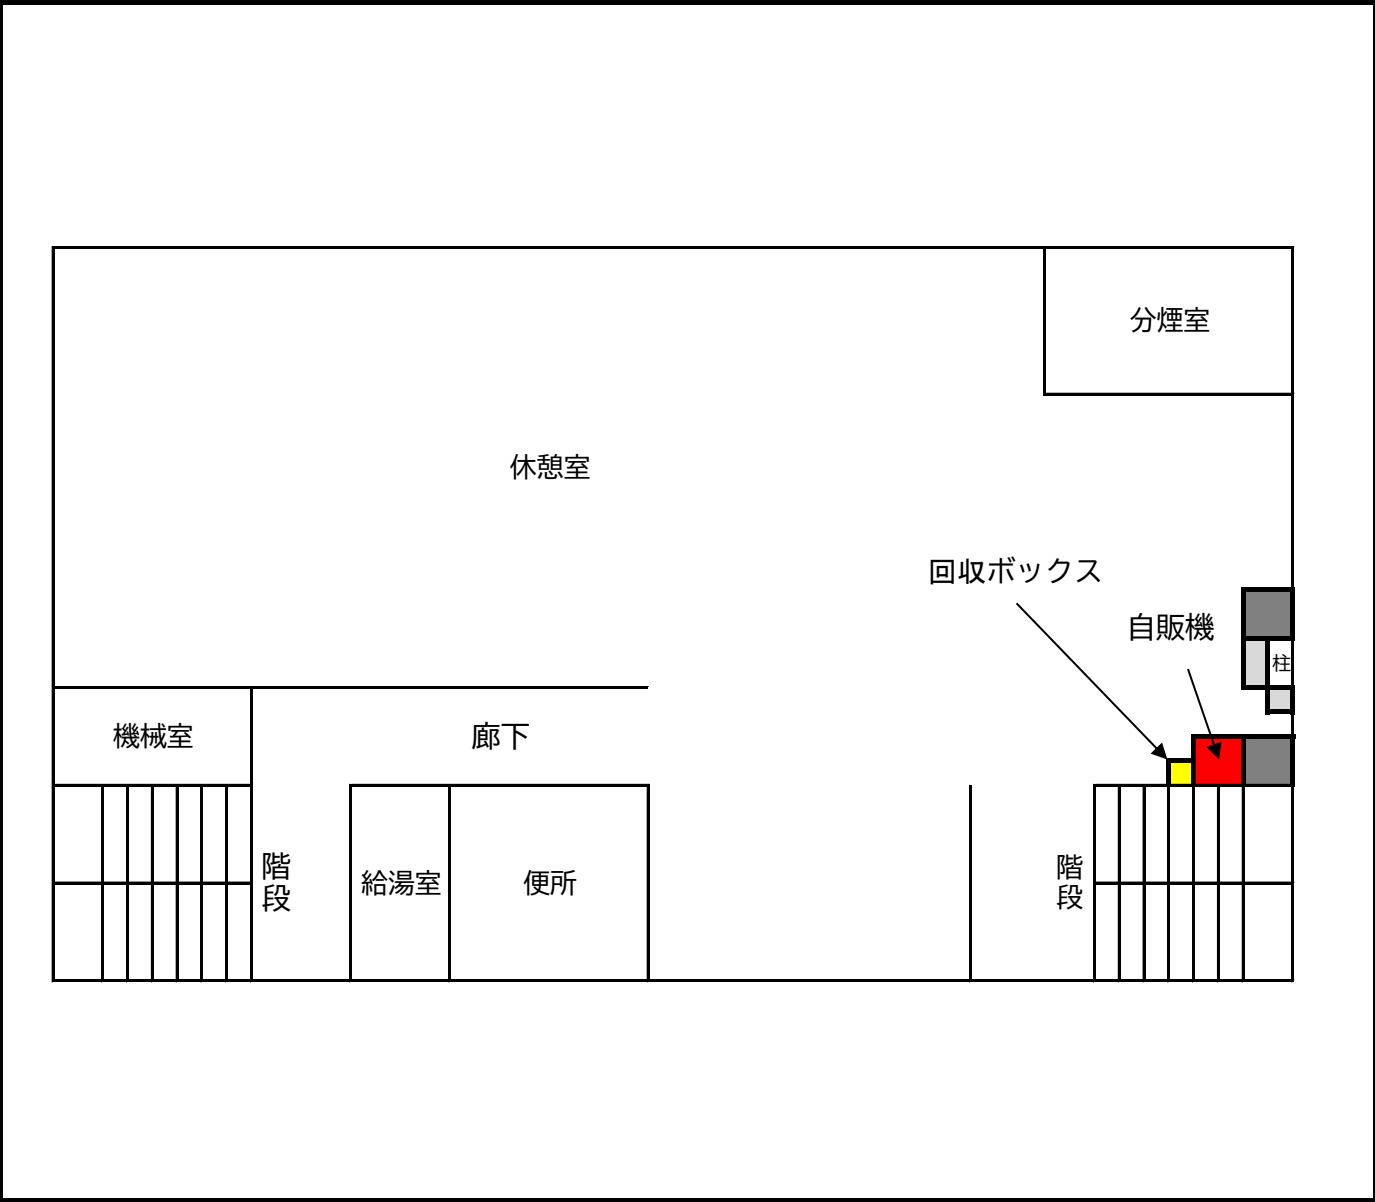 分煙室
休憩室
回収ボックス
自販機
柱
機械室
廊下
階
段
給湯室
便所
階
段